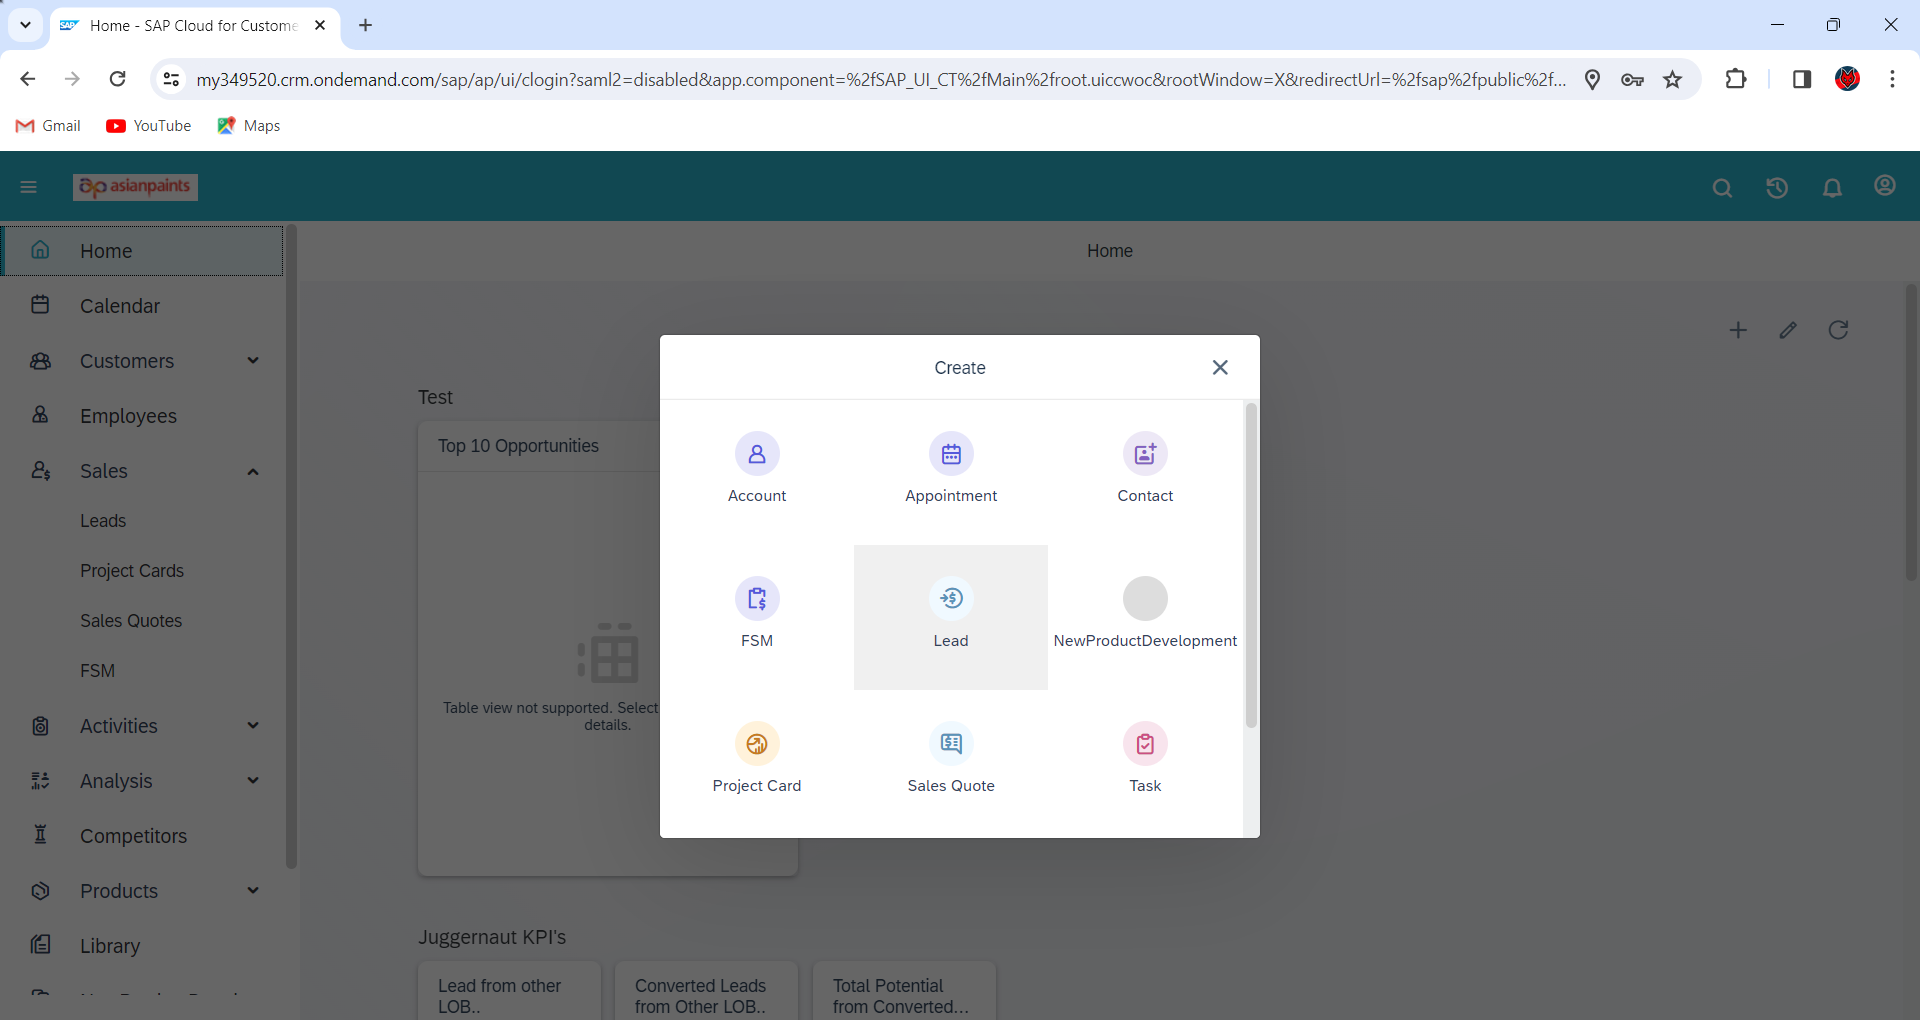 Home - SAP Cloud for Custome
my349520.crm.ondemand.com/sap/ap/ui/clogin?saml2=disabled&app.component=%2fSAP_UI_CT%2fMain%2froot.uiccwoc&rootWindow=X&redirectUrl=%2fsap%2fpublic%2f...
Gmail
YouTube
Maps
asianpaints
Home
Calendar
Customers
Employees
Sales
Leads
Project Cards
Sales Quotes
FSM
Activities
Analysis
Competitors
Products
Library
Home
Test
Top 10 Opportunities
Table view not supported. Select
details.
Create
Account
Appointment
Contact
FSM
Lead
NewProductDevelopment
Project Card
Sales Quote
Task
Juggernaut KPI's
Lead from other
LOB..
Converted Leads
from Other LOB..
Total Potential
from Converted...